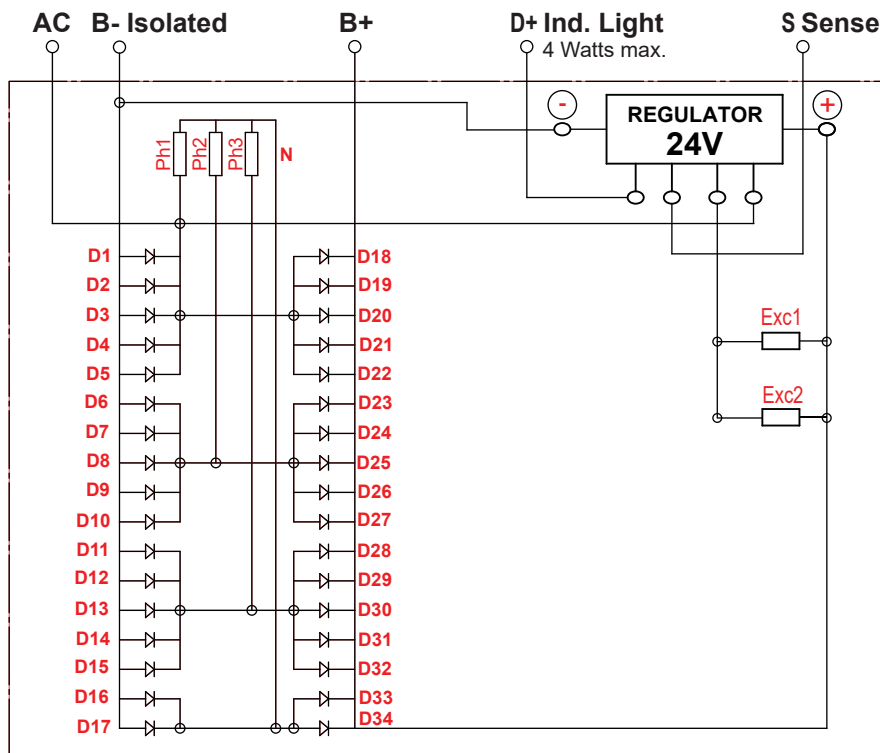 AC B- Isolated B+ D+ Ind. Light S Sense
4 Watts max.
- REGULATOR +
24V
Ph1 Ph2 Ph3 N
D1 D18
D2 D19
D3 D20
Exc1
D4 D21
D5 D22
Exc2
D6 D23
D7 D24
D8 D25
D9 D26
D10 D27
D11 D28
D12 D29
D13 D30
D14 D31
D15 D32
D16 D33
D17 D34